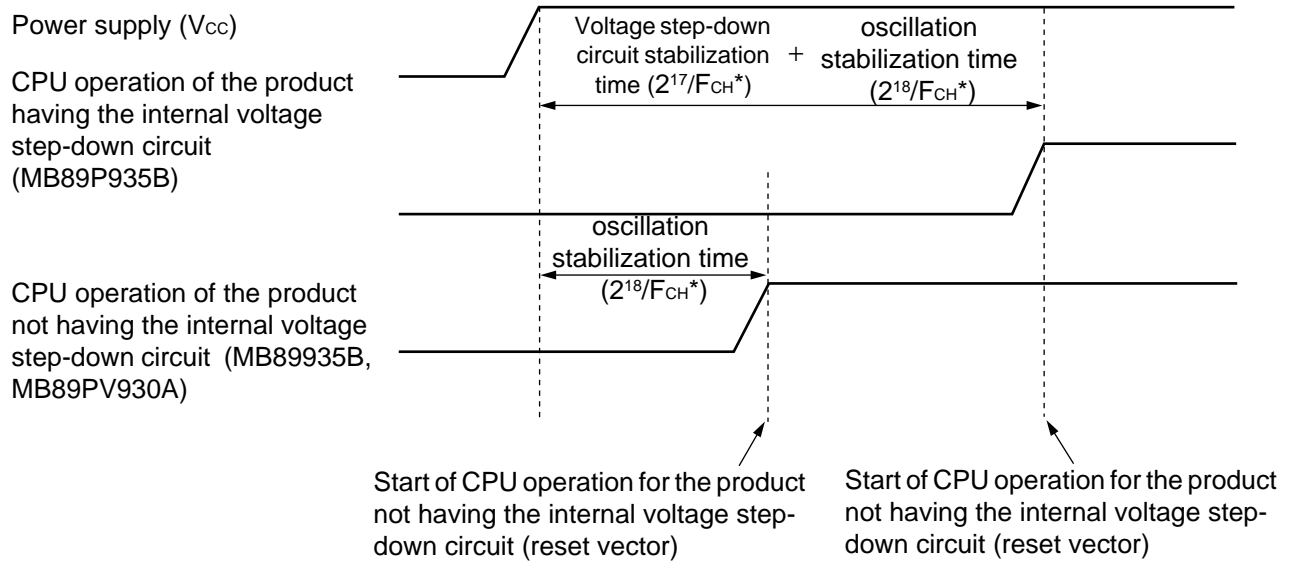 Power supply (Vcc)
CPU operation of the product
having the internal voltage
step-down circuit
(MB89P935B)
Voltage step-down
circuit stabilization
time (2¹⁷/FCH*)
+
oscillation
stabilization time
(2¹⁸/FCH*)
oscillation
stabilization time
(2¹⁸/FCH*)
CPU operation of the product
not having the internal voltage
step-down circuit (MB89935B,
MB89PV930A)
Start of CPU operation for the product
not having the internal voltage step-
down circuit (reset vector)
Start of CPU operation for the product
not having the internal voltage step-
down circuit (reset vector)